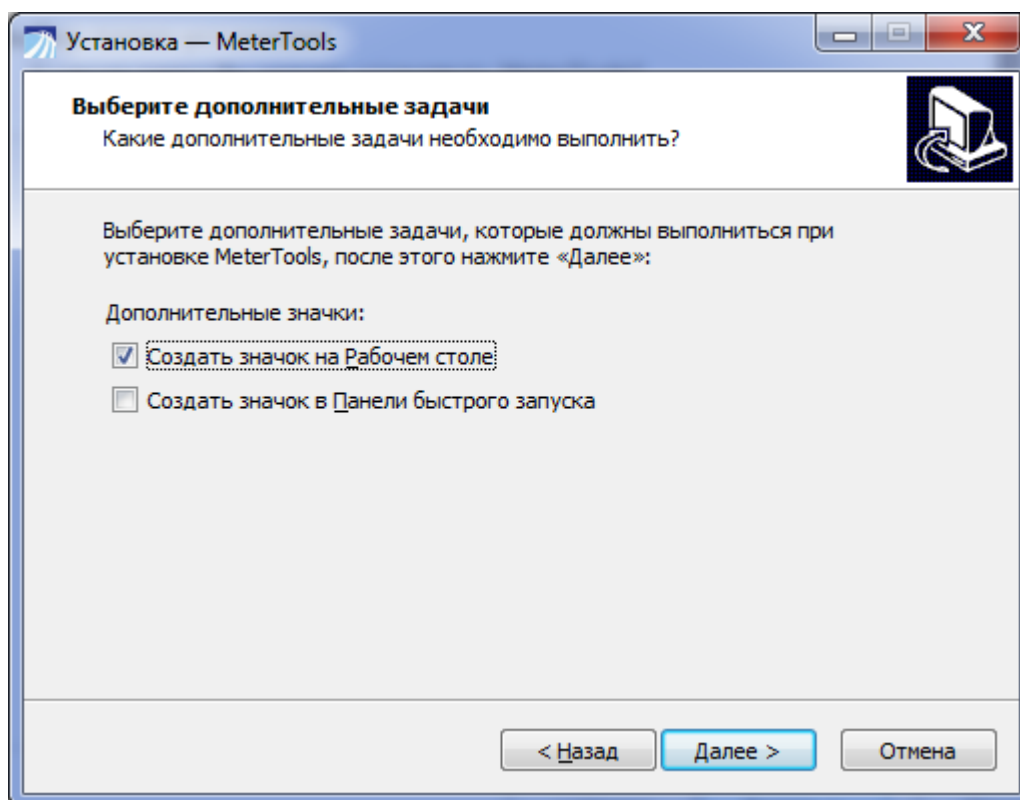 Установка — MeterTools
Выберите дополнительные задачи
Какие дополнительные задачи необходимо выполнить?
Выберите дополнительные задачи, которые должны выполниться при
установке MeterTools, после этого нажмите «Далее»:
Дополнительные значки:
Создать значок на Рабочем столе
Создать значок в Панели быстрого запуска
< Назад
Далее >
Отмена